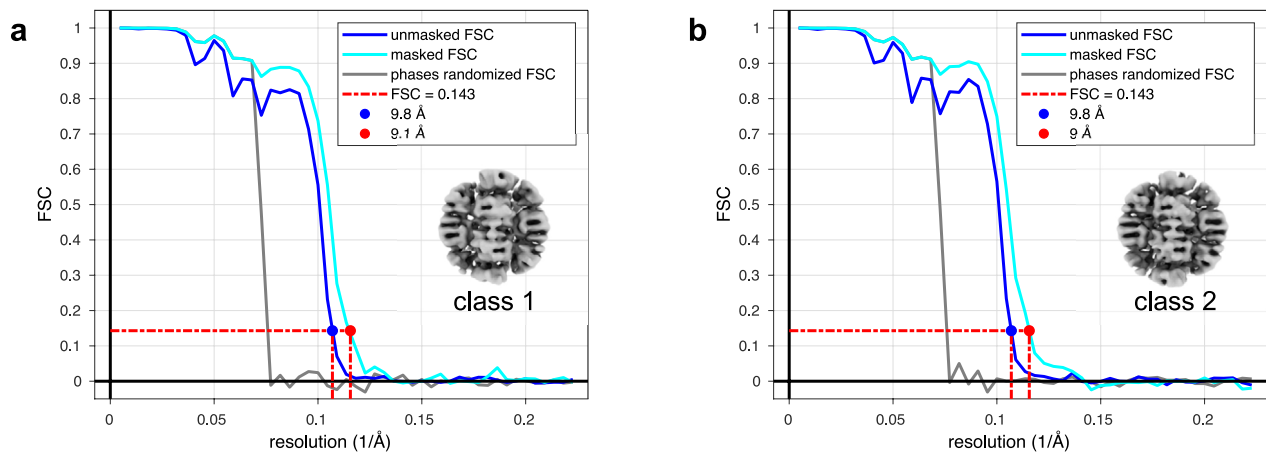 a
1
0.9
0.8
0.7
0.6
0.5
0.4
0.3
0.2
0.1
0
FSC
unmasked FSC
masked FSC
phases randomized FSC
FSC = 0.143
9.8 Å
9.1 Å
class 1
0
0.05
0.1
0.15
0.2
resolution (1/Å)
b
1
0.9
0.8
0.7
0.6
0.5
0.4
0.3
0.2
0.1
0
FSC
unmasked FSC
masked FSC
phases randomized FSC
FSC = 0.143
9.8 Å
9 Å
class 2
0
0.05
0.1
0.15
0.2
resolution (1/Å)